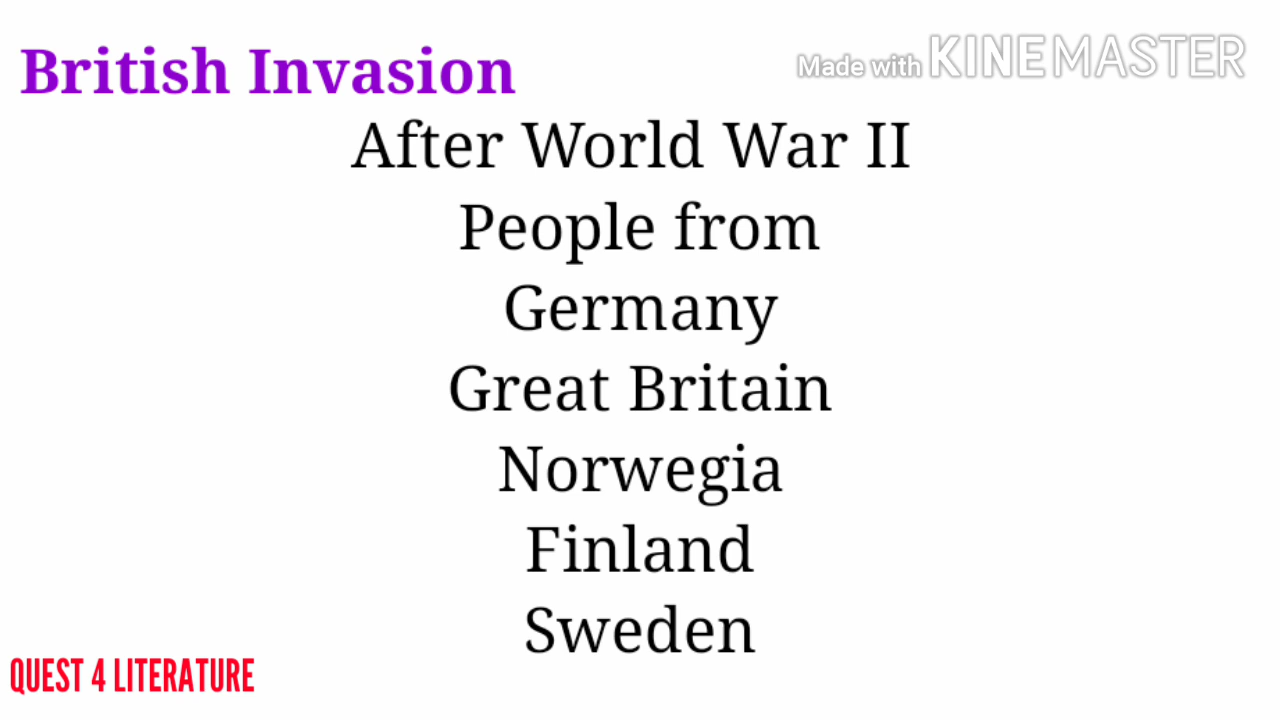 British Invasion
Made with KINEMASTER
After World War II
People from
Germany
Great Britain
Norwegia
Finland
Sweden
QUEST 4 LITERATURE